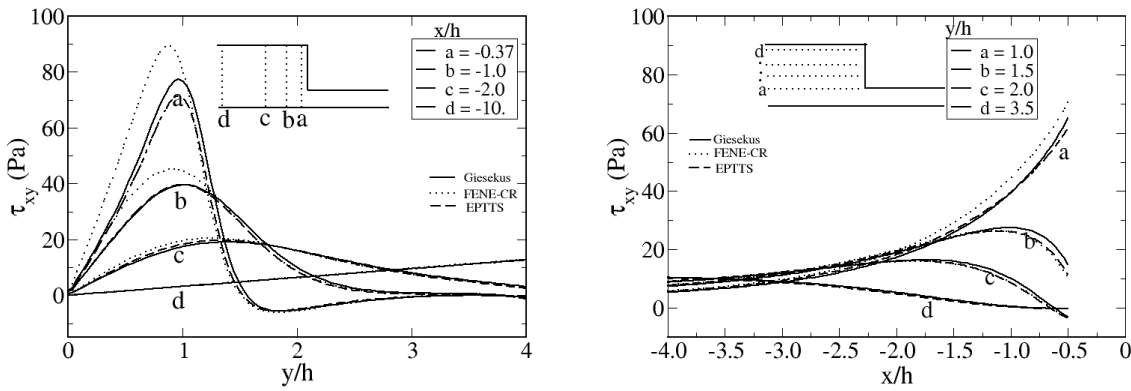 100
80
60
40
20
0
τxy (Pa)
0
1
2
3
4
y/h
x/h
a = -0.37
b = -1.0
c = -2.0
d = -10.
d
c
b
a
Giesekus
FENE-CR
EPTTS
a
b
c
d
100
80
60
40
20
0
τxy (Pa)
-4.0
-3.5
-3.0
-2.5
-2.0
-1.5
-1.0
-0.5
0
x/h
y/h
a = 1.0
b = 1.5
c = 2.0
d = 3.5
d
a
Giesekus
FENE-CR
EPTTS
a
b
c
d